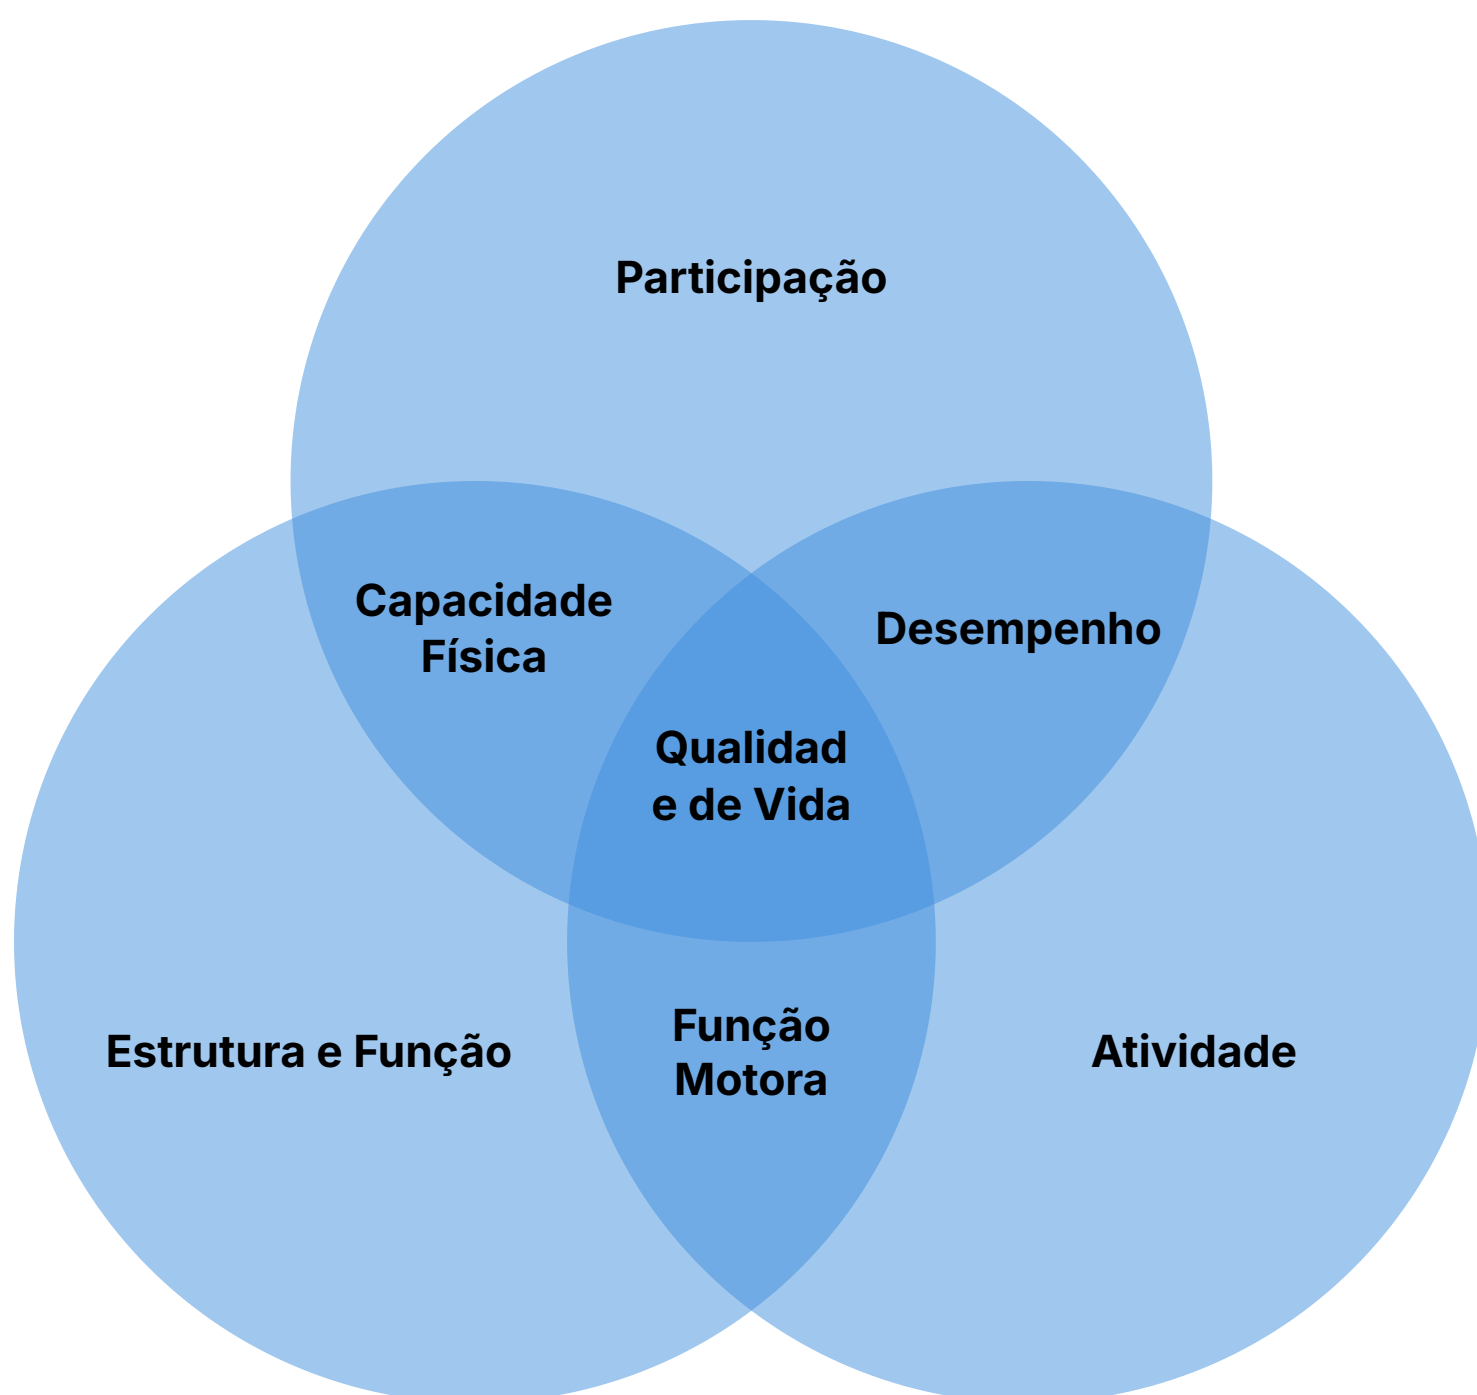 Participação
Capacidade
Física
Desempenho
Qualidad
e de Vida
Estrutura e Função
Função
Motora
Atividade